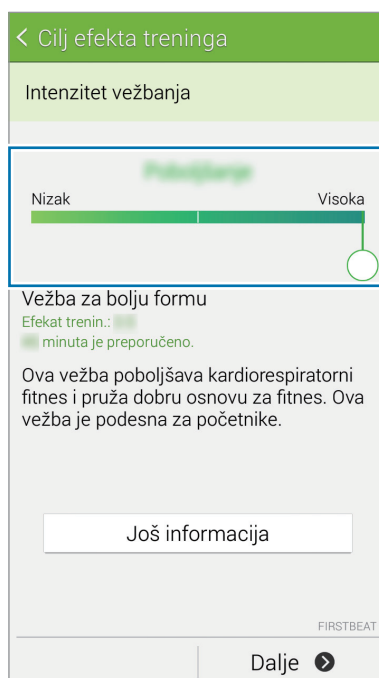 Cilj efekta treninga
Intenzitet vežbanja
Nizak Visoka
Vežba za bolju formu
Efekat trenin.:
minuta je preporučeno.
Ova vežba poboljšava kardiorespiratorni
fitnes i pruža dobru osnovu za fitnes. Ova
vežba je podesna za početnike.
Još informacija
FIRSTBEAT
Dalje